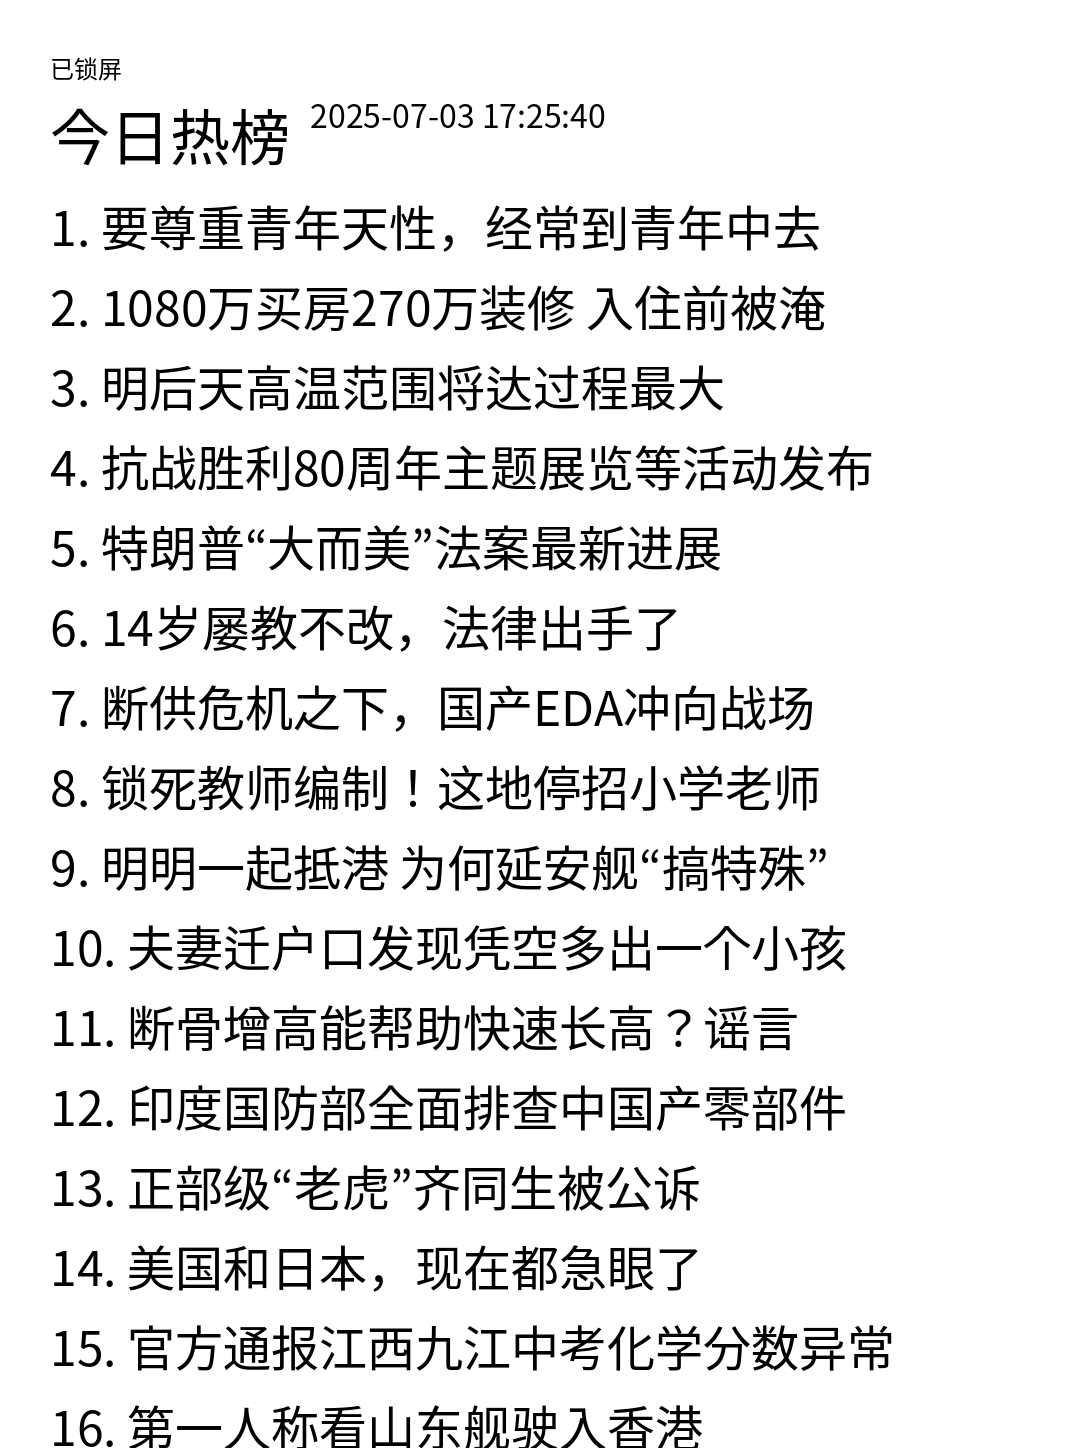 已锁屏
今日热榜 2025-07-03 17:25:40
1. 要尊重青年天性，经常到青年中去
2. 1080万买房270万装修 入住前被淹
3. 明后天高温范围将达过程最大
4. 抗战胜利80周年主题展览等活动发布
5. 特朗普“大而美”法案最新进展
6. 14岁屡教不改，法律出手了
7. 断供危机之下，国产EDA冲向战场
8. 锁死教师编制！这地停招小学老师
9. 明明一起抵港 为何延安舰“搞特殊”
10. 夫妻迁户口发现凭空多出一个小孩
11. 断骨增高能帮助快速长高？谣言
12. 印度国防部全面排查中国产零部件
13. 正部级“老虎”齐同生被公诉
14. 美国和日本，现在都急眼了
15. 官方通报江西九江中考化学分数异常
16. 第一人称看山东舰驶入香港